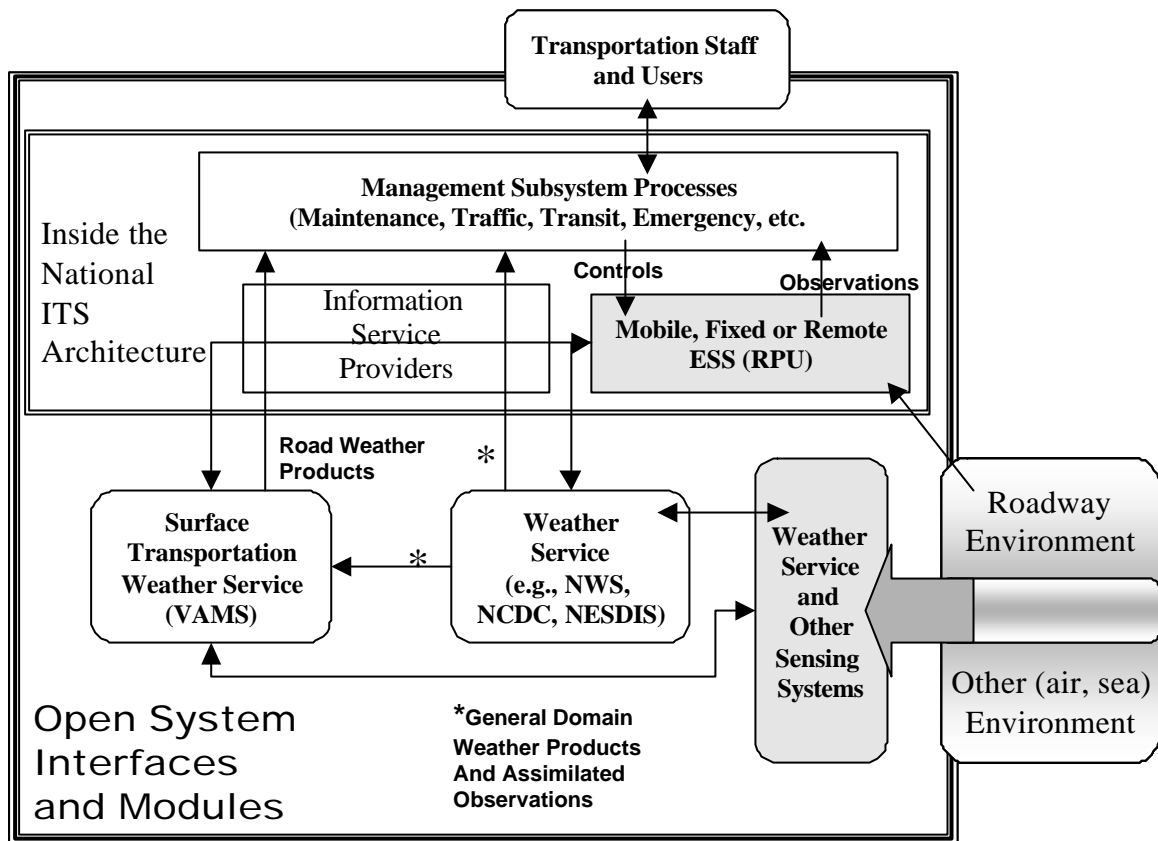 Transportation Staff
and Users
Management Subsystem Processes
(Maintenance, Traffic, Transit, Emergency, etc.
Inside the
National
ITS
Architecture
Controls
Observations
Information
Service
Providers
Mobile, Fixed or Remote
ESS (RPU)
Road Weather
Products
*
Surface
Transportation
Weather Service
(VAMS)
*
Weather
Service
(e.g., NWS,
NCDC, NESDIS)
Weather
Service
and
Other
Sensing
Systems
Roadway
Environment
Other (air, sea)
Environment
Open System
Interfaces
and Modules
*General Domain
Weather Products
And Assimilated
Observations